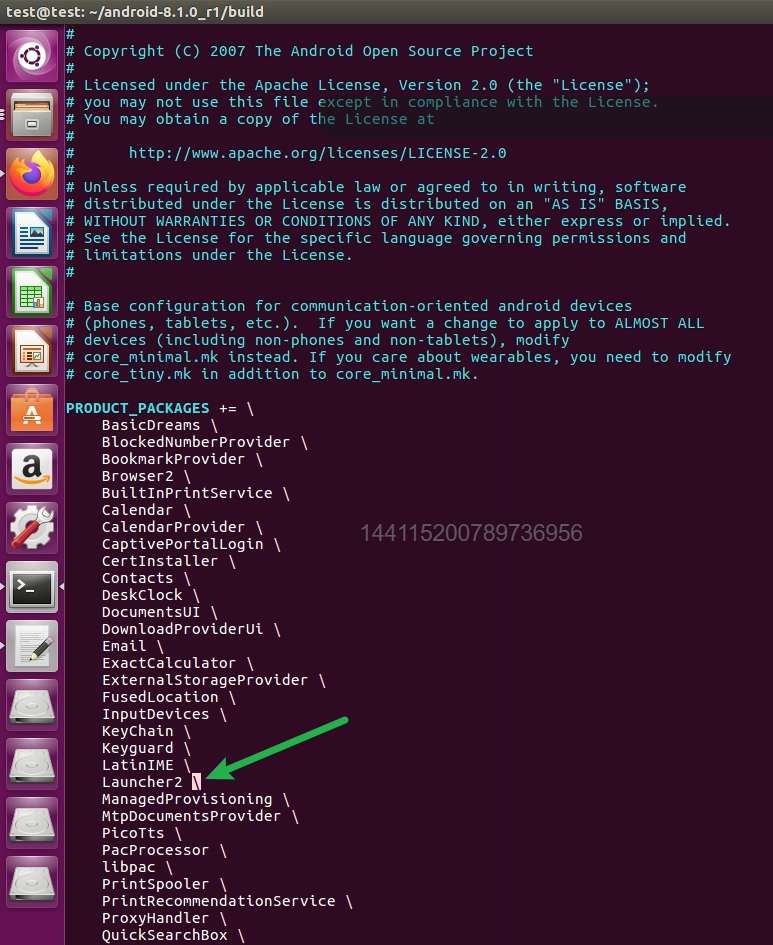 test@test: ~/android-8.1.0_r1/build
#
# Copyright (C) 2007 The Android Open Source Project
#
# Licensed under the Apache License, Version 2.0 (the "License");
# you may not use this file except in compliance with the License.
# You may obtain a copy of the License at
#
#      http://www.apache.org/licenses/LICENSE-2.0
#
# Unless required by applicable law or agreed to in writing, software
# distributed under the License is distributed on an "AS IS" BASIS,
# WITHOUT WARRANTIES OR CONDITIONS OF ANY KIND, either express or implied.
# See the License for the specific language governing permissions and
# limitations under the License.
#
# Base configuration for communication-oriented android devices
# (phones, tablets, etc.).  If you want a change to apply to ALMOST ALL
# devices (including non-phones and non-tablets), modify
# core_minimal.mk instead. If you care about wearables, you need to modify
# core_tiny.mk in addition to core_minimal.mk.
PRODUCT_PACKAGES += \
    BasicDreams \
    BlockedNumberProvider \
    BookmarkProvider \
    Browser2 \
    BuiltInPrintService \
    Calendar \
    CalendarProvider \
    CaptivePortalLogin \
    CertInstaller \
    Contacts \
    DeskClock \
    DocumentsUI \
    DownloadProviderUi \
    Email \
    ExactCalculator \
    ExternalStorageProvider \
    FusedLocation \
    InputDevices \
    KeyChain \
    Keyguard \
    LatinIME \
    Launcher2 \
    ManagedProvisioning \
    MtpDocumentsProvider \
    PicoTts \
    PacProcessor \
    libpac \
    PrintSpooler \
    PrintRecommendationService \
    ProxyHandler \
    QuickSearchBox \
144115200789736956